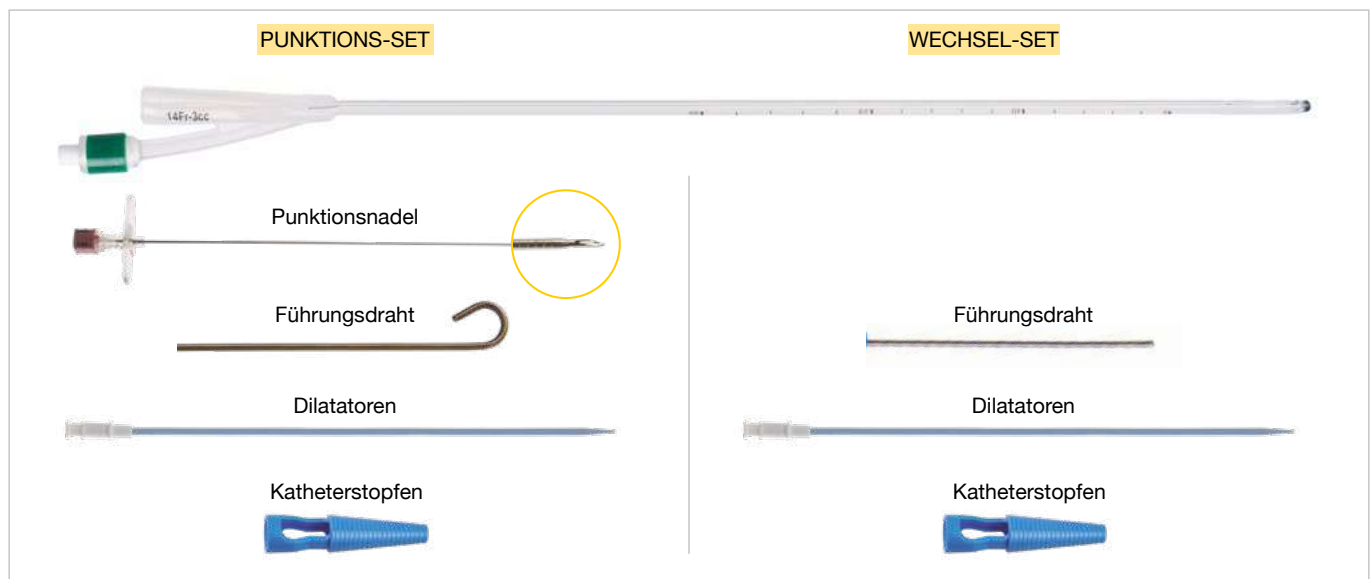 PUNKTIONS-SET
WECHSEL-SET
14Fr-3cc
Punktionsnadel
Führungsdraht
Führungsdraht
Dilatatoren
Dilatatoren
Katheterstopfen
Katheterstopfen